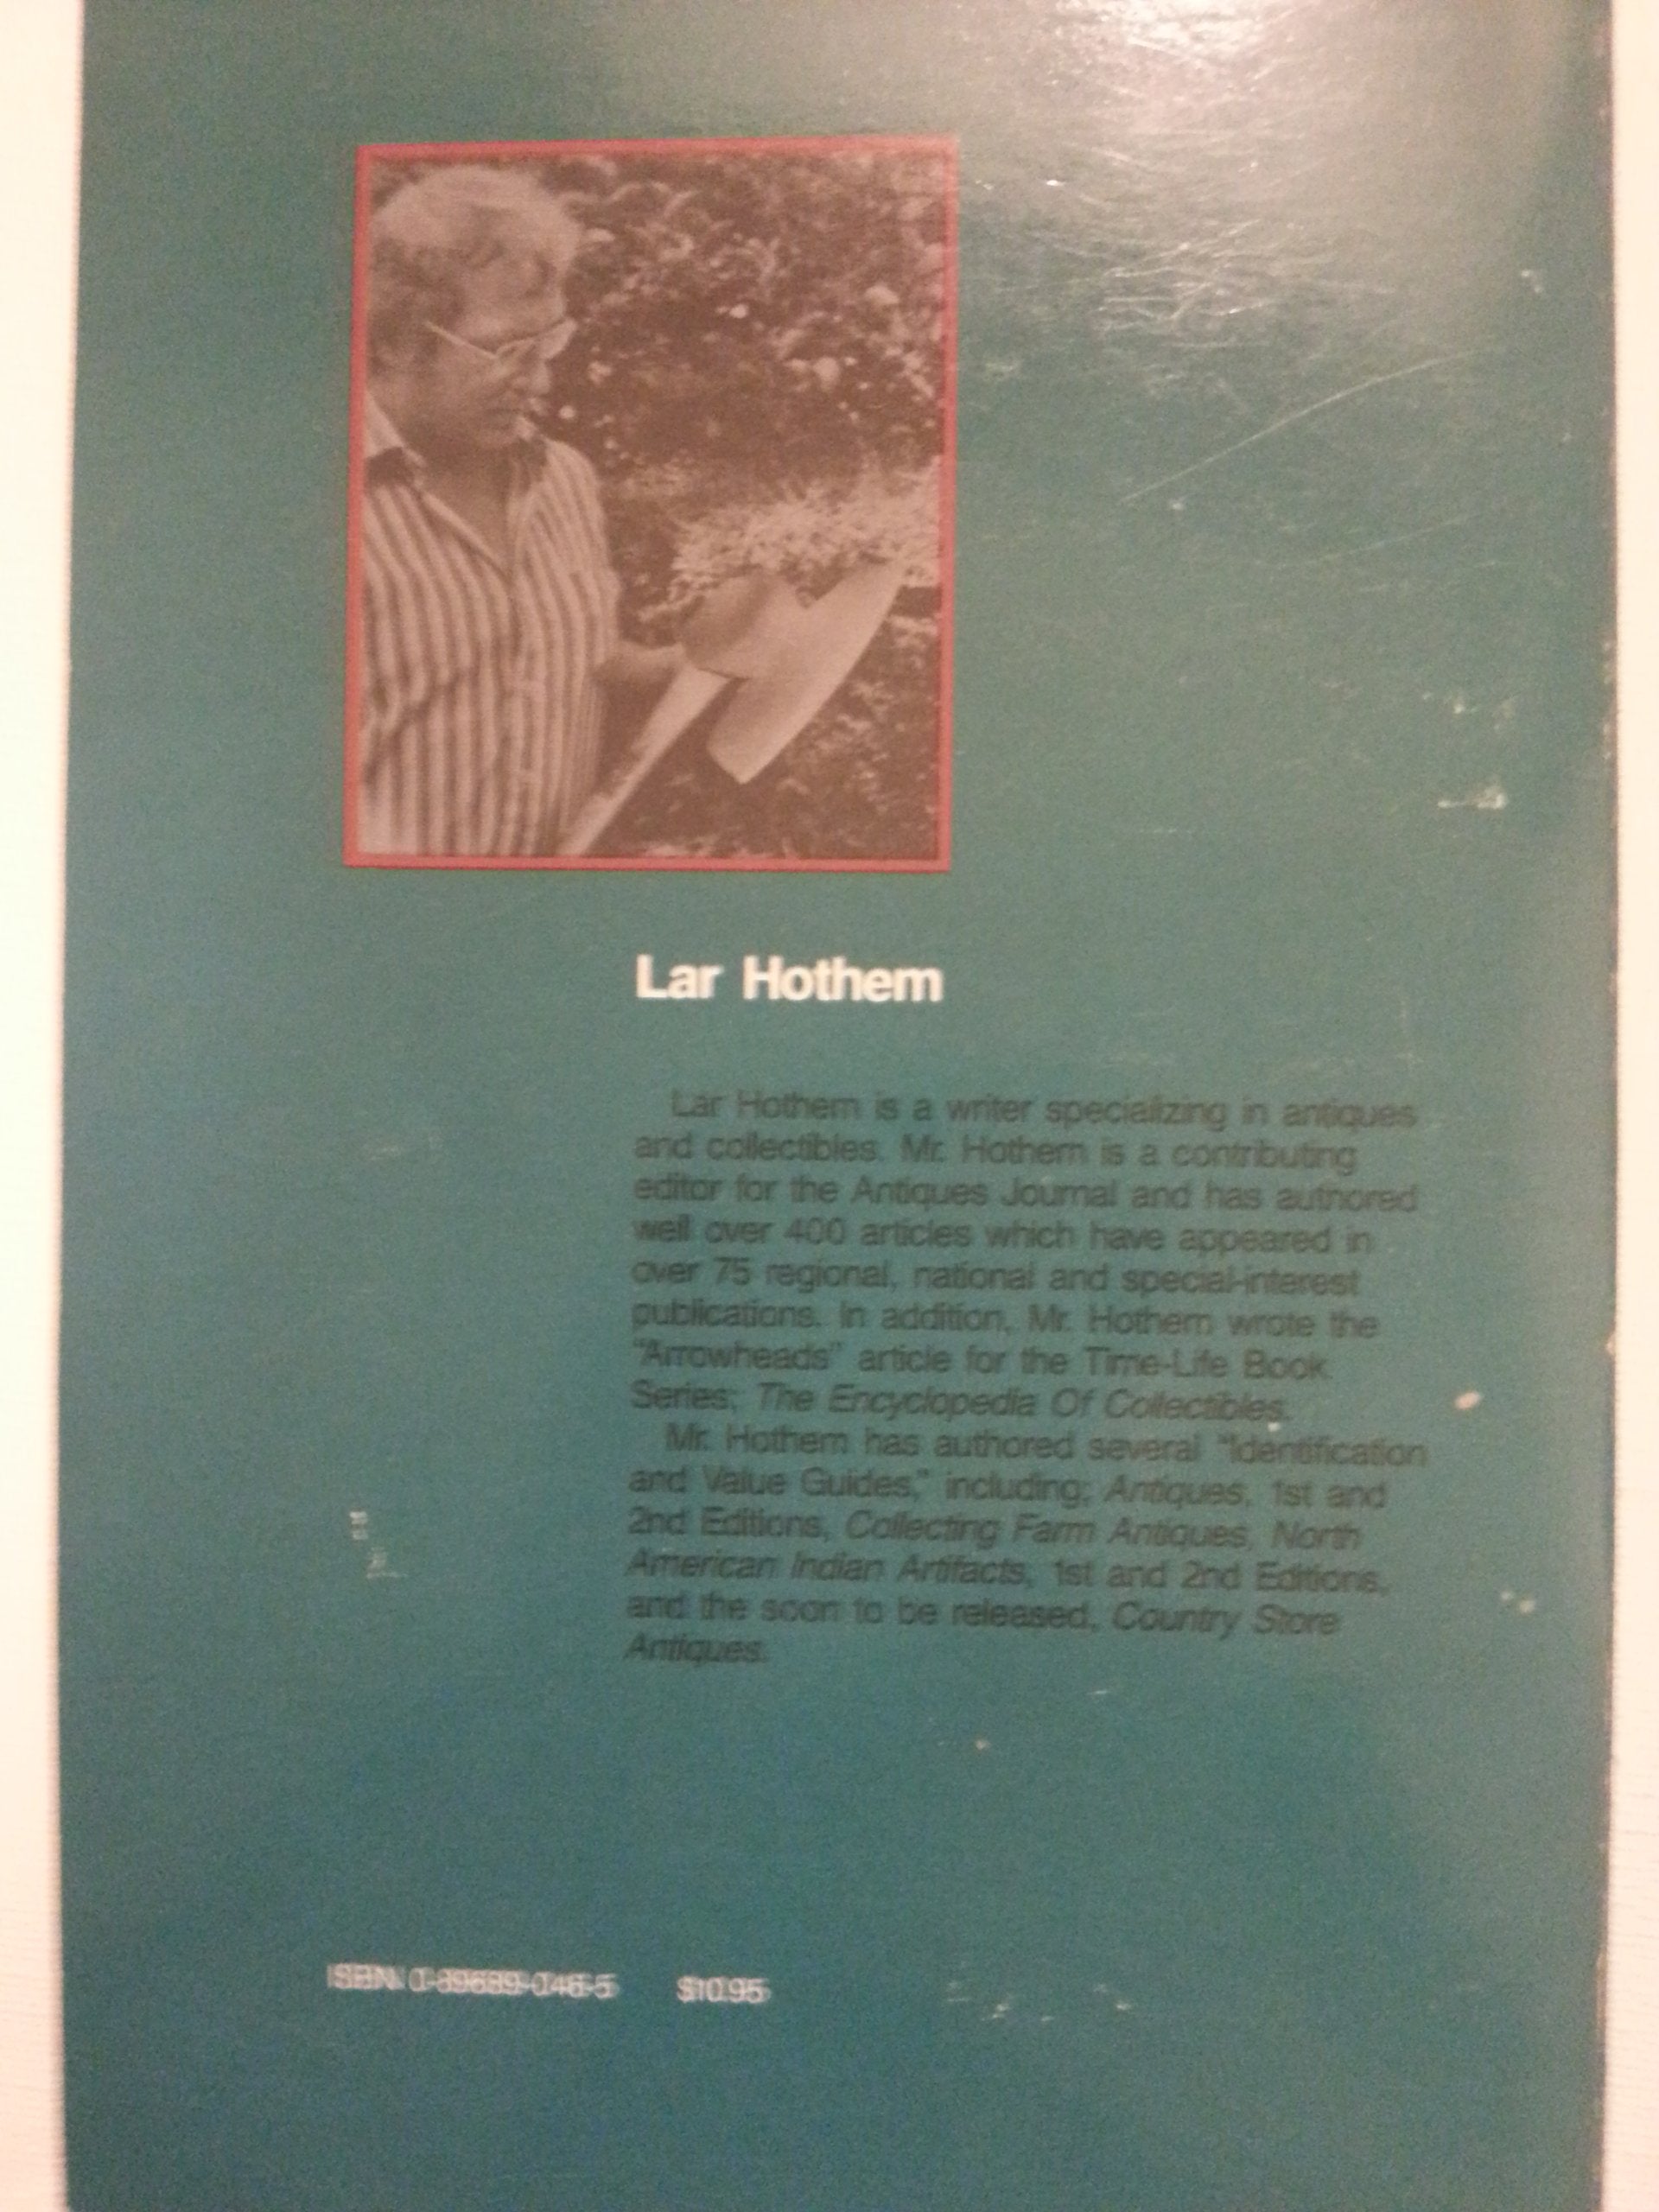 Lar Hothem
Lar Hothem is a writer specializing in antiques
and collectibles. Mr. Hothem is a contributing
editor for the Antiques Journal and has authored
well over 400 articles which have appeared in
over 75 regional, national and special-interest
publications. In addition, Mr. Hothem wrote the
"Arrowheads" article for the Time-Life Book
Series; The Encyclopedia Of Collectibles.
Mr. Hothem has authored several "Identification
and Value Guides," including; Antiques, 1st and
2nd Editions, Collecting Farm Antiques, North
American Indian Artifacts, 1st and 2nd Editions,
and the soon to be released, Country Store
Antiques.
ISBN 0-89689-046-5 $10.95